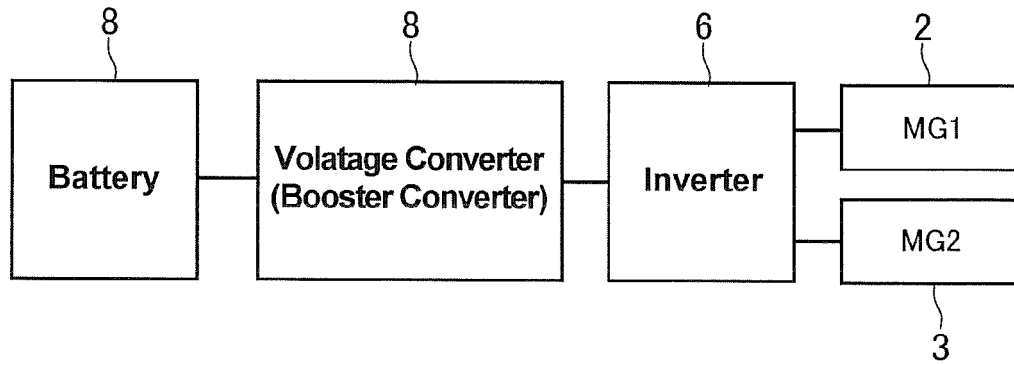 8
8
6
2
Battery
Volatage Converter
(Booster Converter)
Inverter
MG1
MG2
3